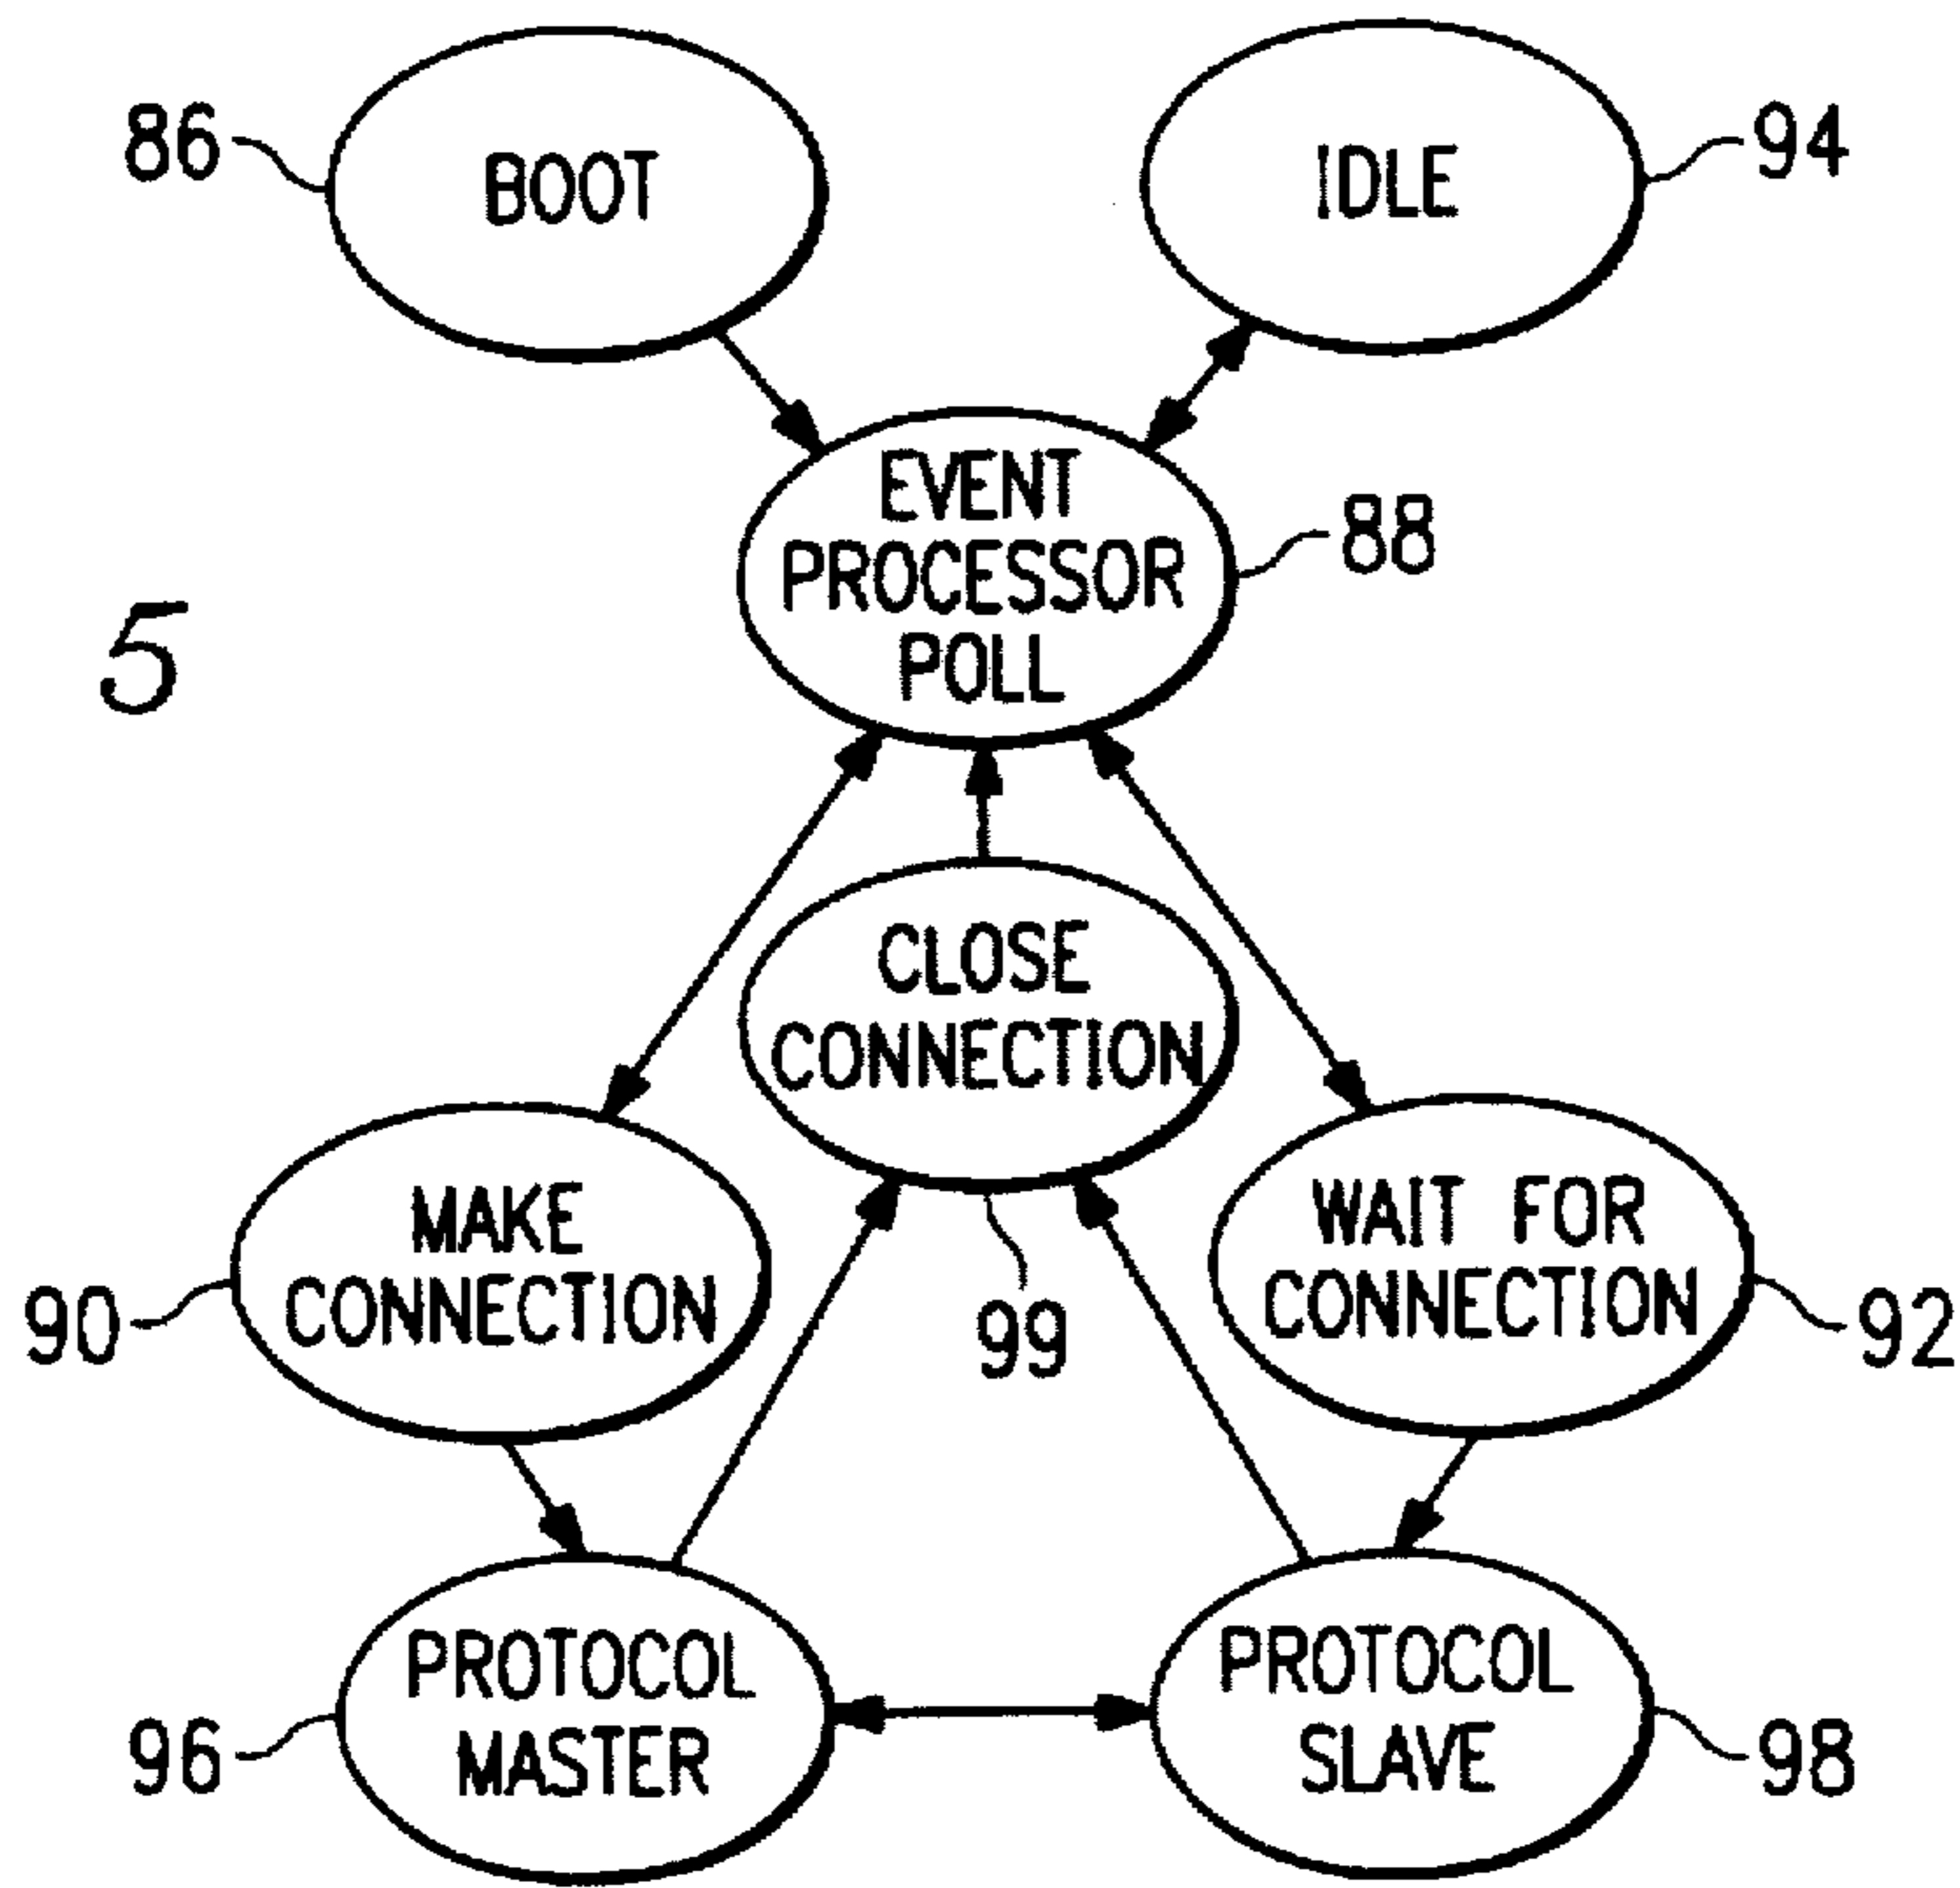 86
BOOT
IDLE
94
EVENT
PROCESSOR
POLL
88
5
CLOSE
CONNECTION
99
MAKE
CONNECTION
90
WAIT FOR
CONNECTION
92
PROTOCOL
MASTER
96
PROTOCOL
SLAVE
98